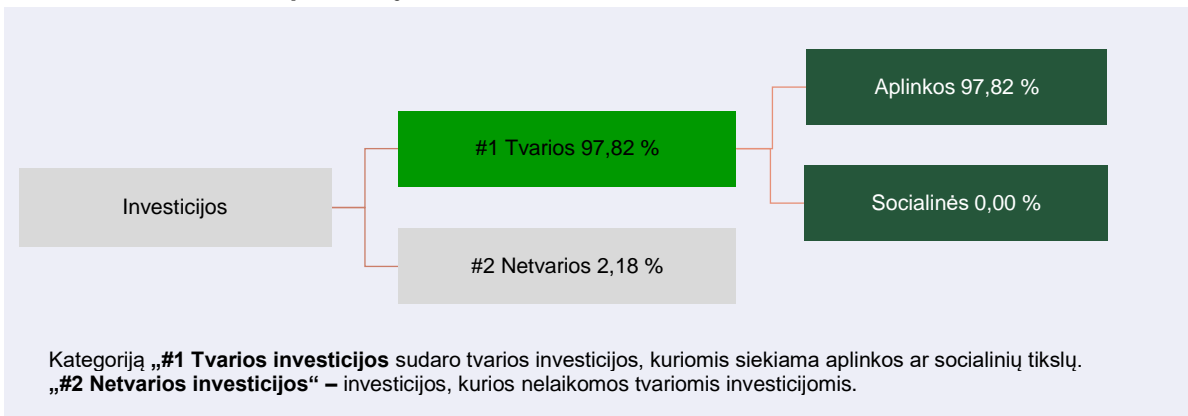 Aplinkos 97,82 %
#1 Tvarios 97,82 %
Socialinės 0,00 %
Investicijos
#2 Netvarios 2,18 %
Kategoriją „#1 Tvarios investicijos sudaro tvarios investicijos, kuriomis siekiama aplinkos ar socialinių tikslų.
„#2 Netvarios investicijos“ – investicijos, kurios nelaikomos tvariomis investicijomis.